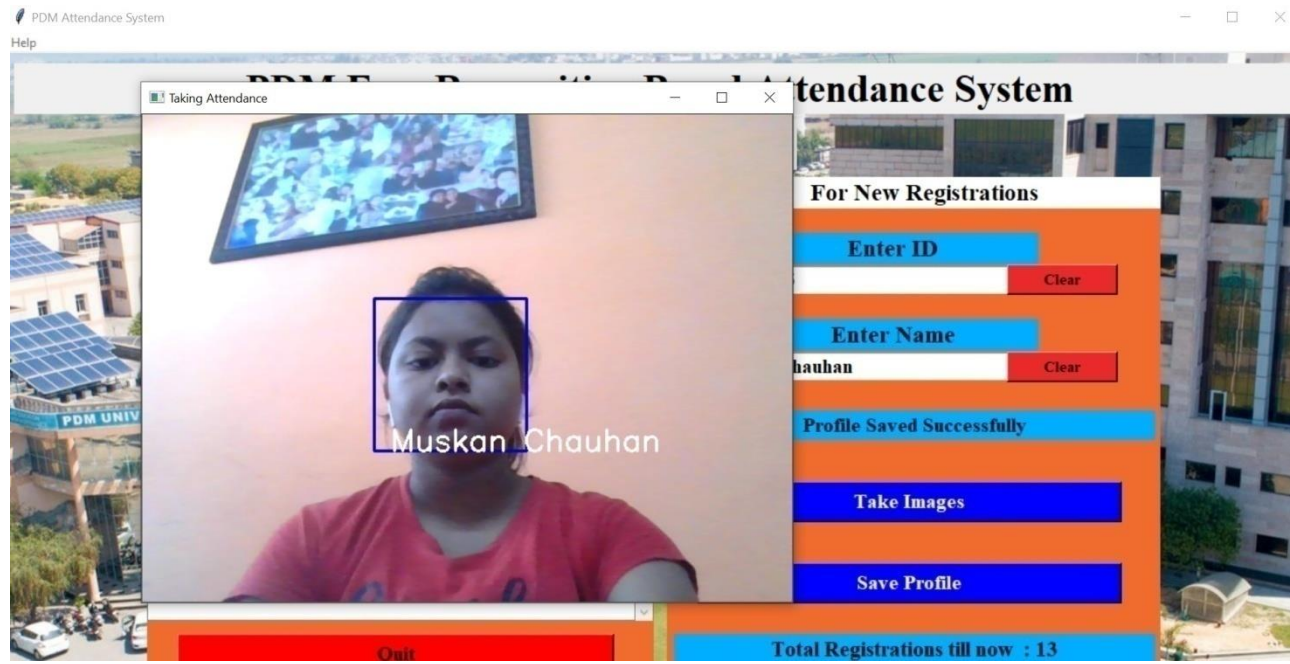 PDM Attendance System
Help
tendance System
Taking Attendance
For New Registrations
Enter ID
Clear
Enter Name
hauhan
Clear
Profile Saved Successfully
PDM UNIV
Muskan Chauhan
Take Images
Save Profile
Quit
Total Registrations till now : 13